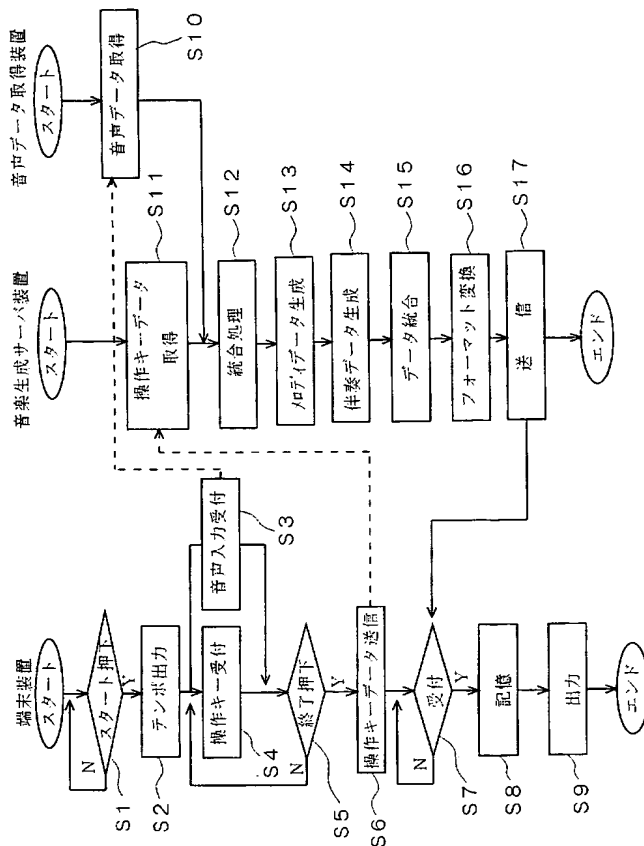 端末装置
スタート
スタート押下
N
Y
S1
テンポ出力
S2
音声入力受付
S3
操作キー受付
S4
終了押下
N
Y
S5
操作キーデータ送信
S6
受付
N
Y
S7
記憶
S8
出力
S9
エンド
音楽生成サーバ装置
スタート
操作キーデータ
取得
S11
統合処理
S12
メロディデータ生成
S13
伴奏データ生成
S14
データ統合
S15
フォーマット変換
S16
送 信
S17
エンド
音声データ取得装置
スタート
音声データ取得
S10